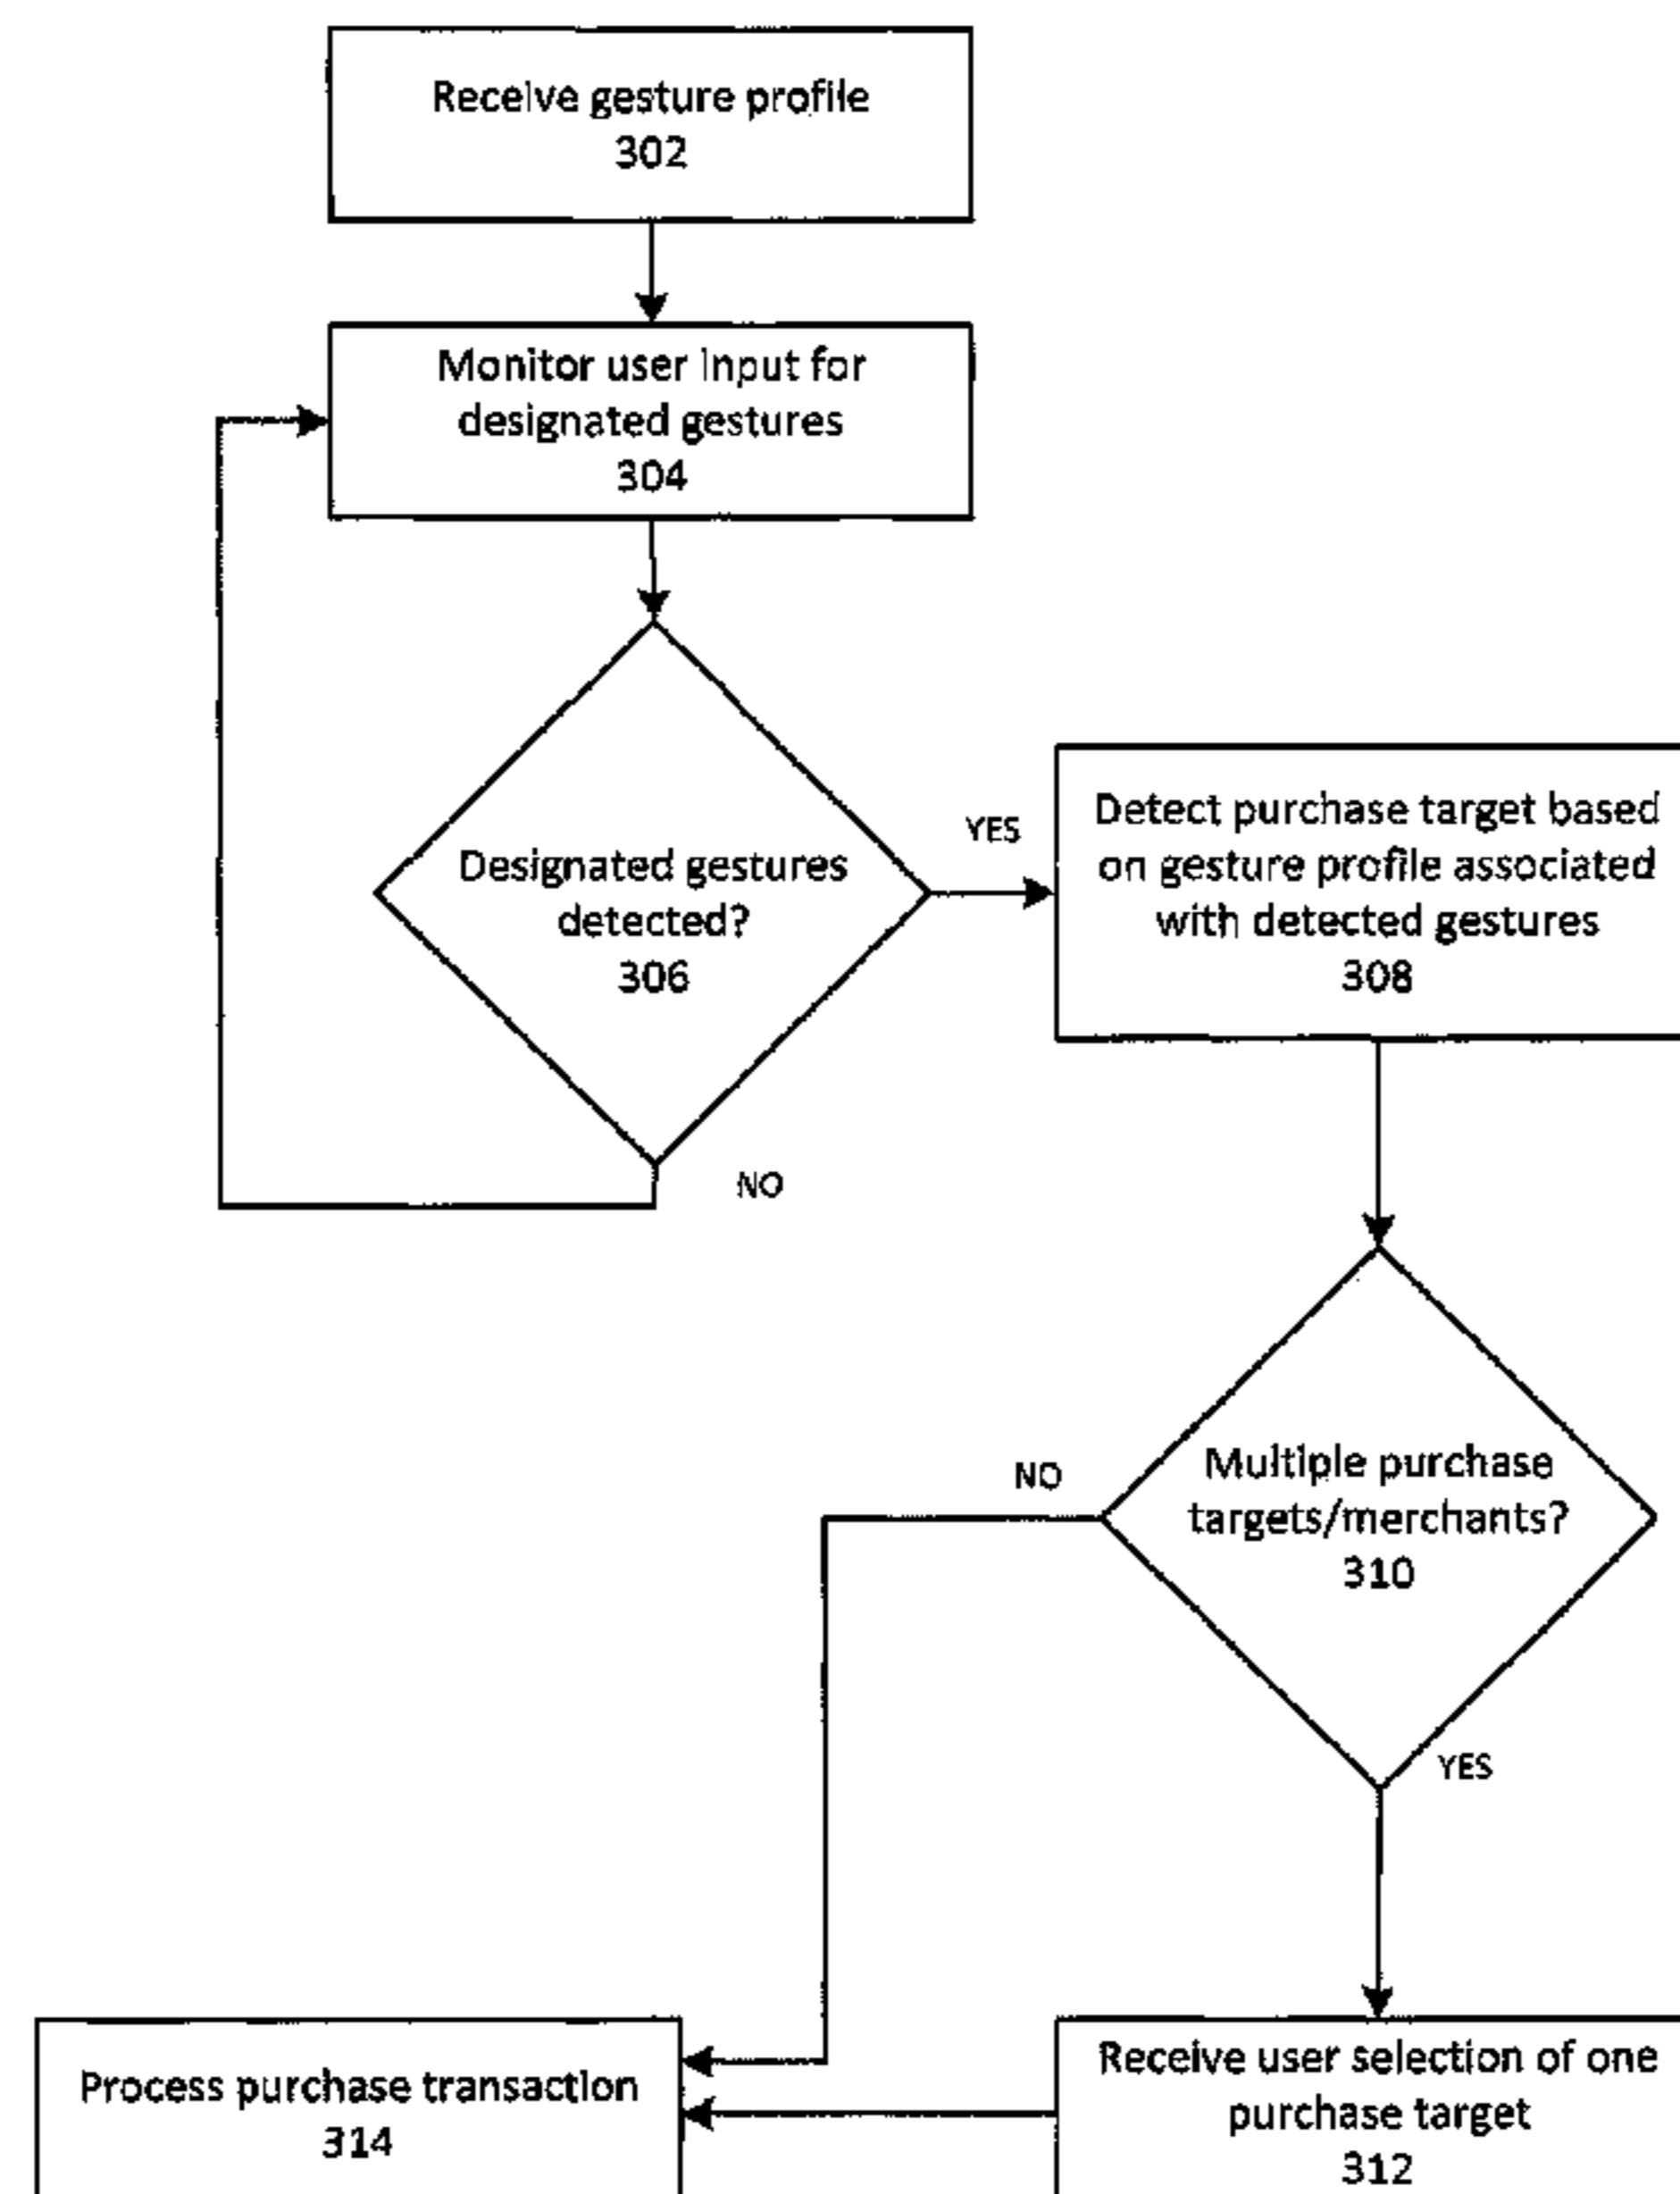 Receive gesture profile
302
Monitor user input for
designated gestures
304
Designated gestures
detected?
306
YES
NO
Detect purchase target based
on gesture profile associated
with detected gestures
308
Multiple purchase
targets/merchants?
310
NO
YES
Receive user selection of one
purchase target
312
Process purchase transaction
314